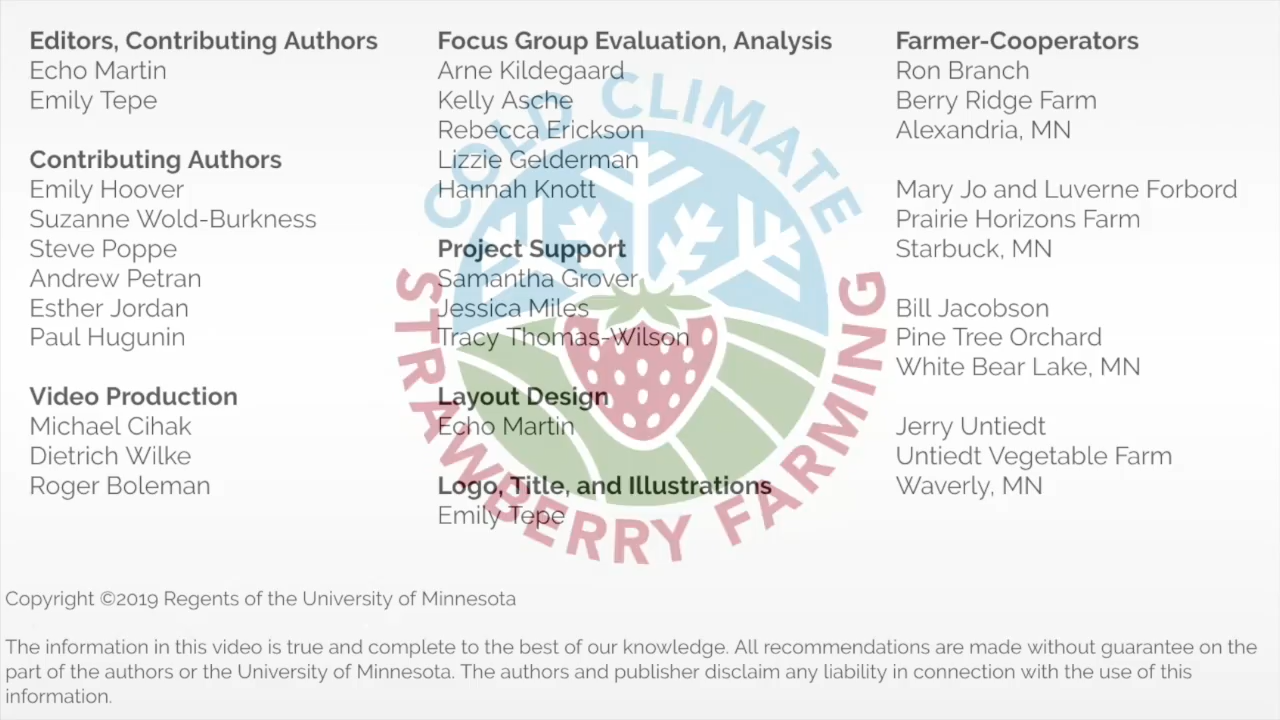 Editors, Contributing Authors
Echo Martin
Emily Tepe
Contributing Authors
Emily Hoover
Suzanne Wold-Burkness
Steve Poppe
Andrew Petran
Esther Jordan
Paul Hugunin
Video Production
Michael Cihak
Dietrich Wilke
Roger Boleman
Focus Group Evaluation, Analysis
Arne Kildegaard
Kelly Asche
Rebecca Erickson
Lizzie Gelderman
Hannah Knott
Project Support
Samantha Grover
Jessica Miles
Tracy Thomas-Wilson
Layout Design
Echo Martin
Logo, Title, and Illustrations
Emily Tepe
Farmer-Cooperators
Ron Branch
Berry Ridge Farm
Alexandria, MN
Mary Jo and Luverne Forbord
Prairie Horizons Farm
Starbuck, MN
Bill Jacobson
Pine Tree Orchard
White Bear Lake, MN
Jerry Untiedt
Untiedt Vegetable Farm
Waverly, MN
COLD CLIMATE
STRAWBERRY FARMING
Copyright ©2019 Regents of the University of Minnesota
The information in this video is true and complete to the best of our knowledge. All recommendations are made without guarantee on the
part of the authors or the University of Minnesota. The authors and publisher disclaim any liability in connection with the use of this
information.